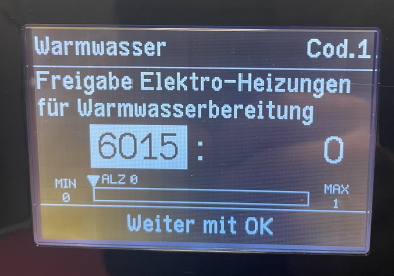 Warmwasser Cod.1
Freigabe Elektro-Heizungen
für Warmwasserbereitung
6015 : 0
MIN ALZ 0 MAX
0 1
Weiter mit OK